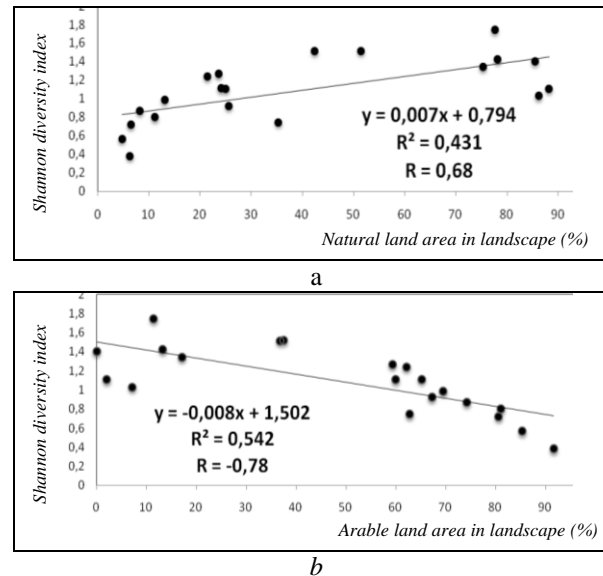 2
1,8
1,6
1,4
1,2
1
0,8
0,6
0,4
0,2
0
Shannon diversity index
y = 0,007x + 0,794
R² = 0,431
R = 0,68
0 10 20 30 40 50 60 70 80 90
Natural land area in landscape (%)
a
2
1,8
1,6
1,4
1,2
1
0,8
0,6
0,4
0,2
0
Shannon diversity index
y = -0,008x + 1,502
R² = 0,542
R = -0,78
0 10 20 30 40 50 60 70 80 90
Arable land area in landscape (%)
b